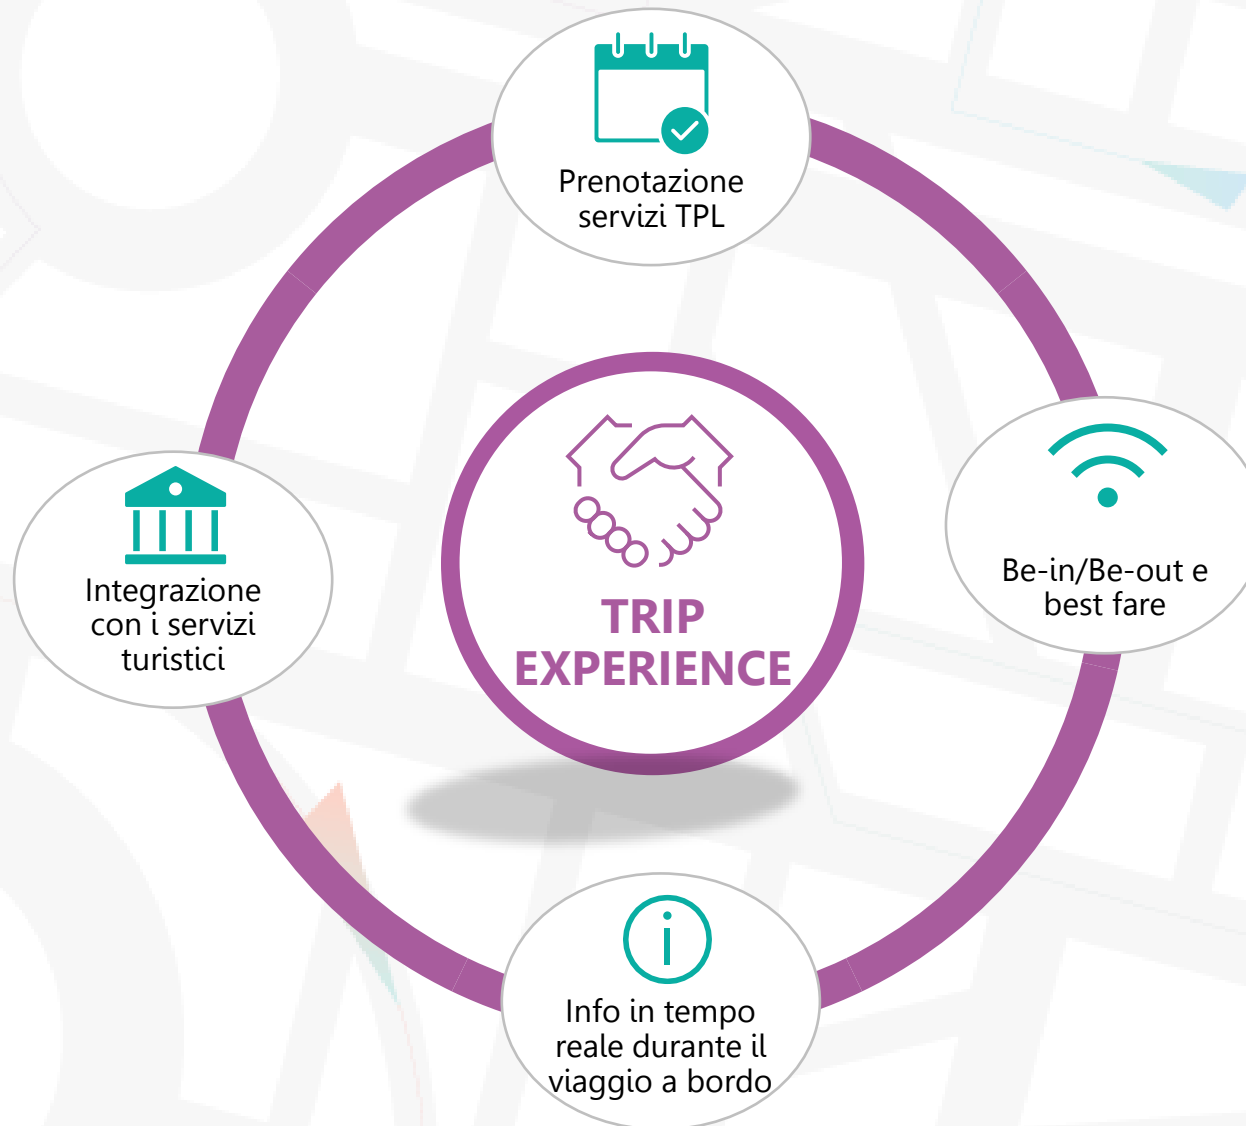 Prenotazione
servizi TPL
Be-in/Be-out e
best fare
Integrazione
con i servizi
turistici
TRIP
EXPERIENCE
Info in tempo
reale durante il
viaggio a bordo